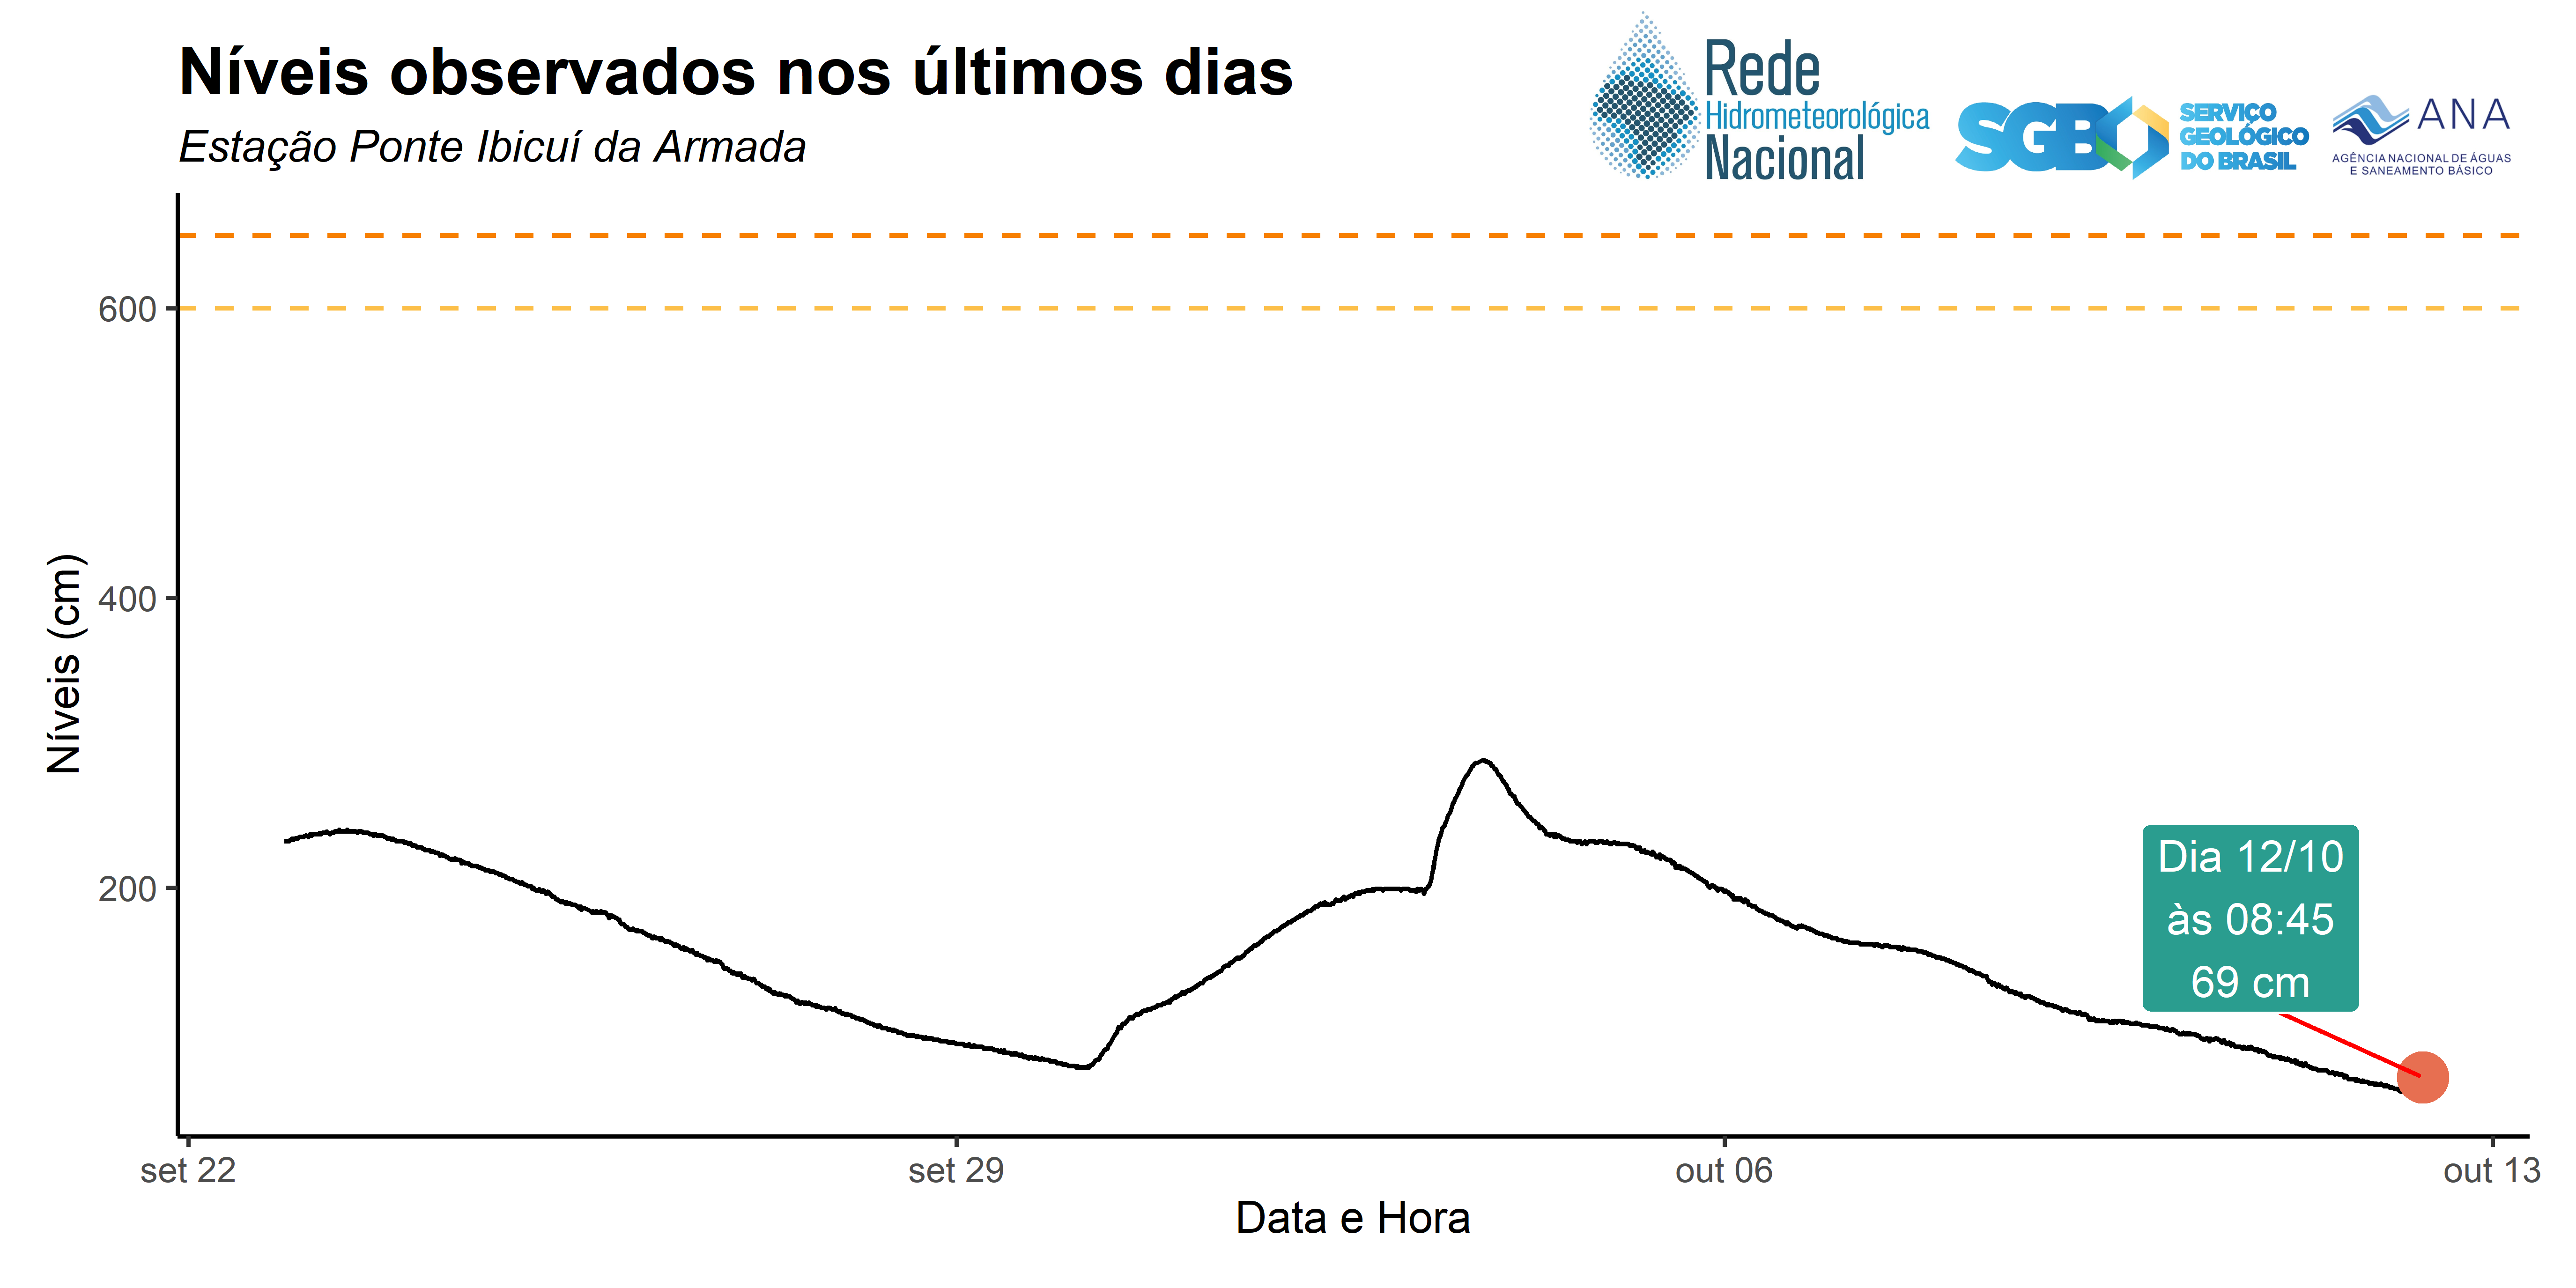 Níveis observados nos últimos dias
Estação Ponte Ibicuí da Armada
Rede
Hidrometeorológica
Nacional
SGB
SERVIÇO
GEOLÓGICO
DO BRASIL
ANA
AGÊNCIA NACIONAL DE ÁGUAS
E SANEAMENTO BÁSICO
Níveis (cm)
600
400
200
Dia 12/10
às 08:45
69 cm
set 22
set 29
out 06
out 13
Data e Hora